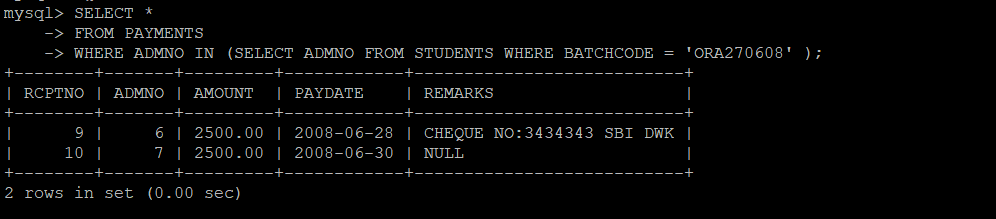 mysql> SELECT *
    -> FROM PAYMENTS
    -> WHERE ADMNO IN (SELECT ADMNO FROM STUDENTS WHERE BATCHCODE = 'ORA270608' );
+--------+-------+---------+------------+---------------------------+
| RCPTNO | ADMNO | AMOUNT  | PAYDATE    | REMARKS                   |
+--------+-------+---------+------------+---------------------------+
|      9 |     6 | 2500.00 | 2008-06-28 | CHEQUE NO:3434343 SBI DWK |
|     10 |     7 | 2500.00 | 2008-06-30 | NULL                      |
+--------+-------+---------+------------+---------------------------+
2 rows in set (0.00 sec)